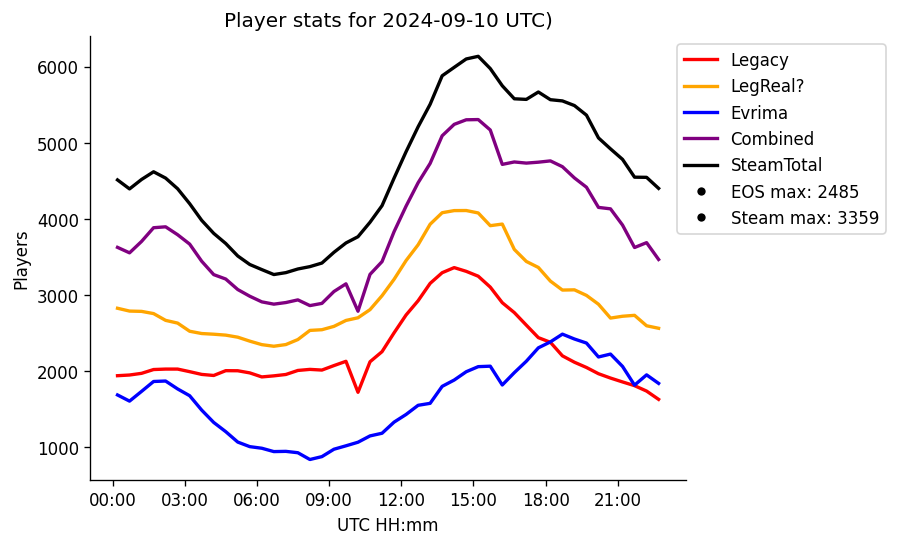 Player stats for 2024-09-10 UTC)
Legacy
LegReal?
Evrima
Combined
SteamTotal
EOS max: 2485
Steam max: 3359
Players
6000
5000
4000
3000
2000
1000
00:00 03:00 06:00 09:00 12:00 15:00 18:00 21:00
UTC HH:mm